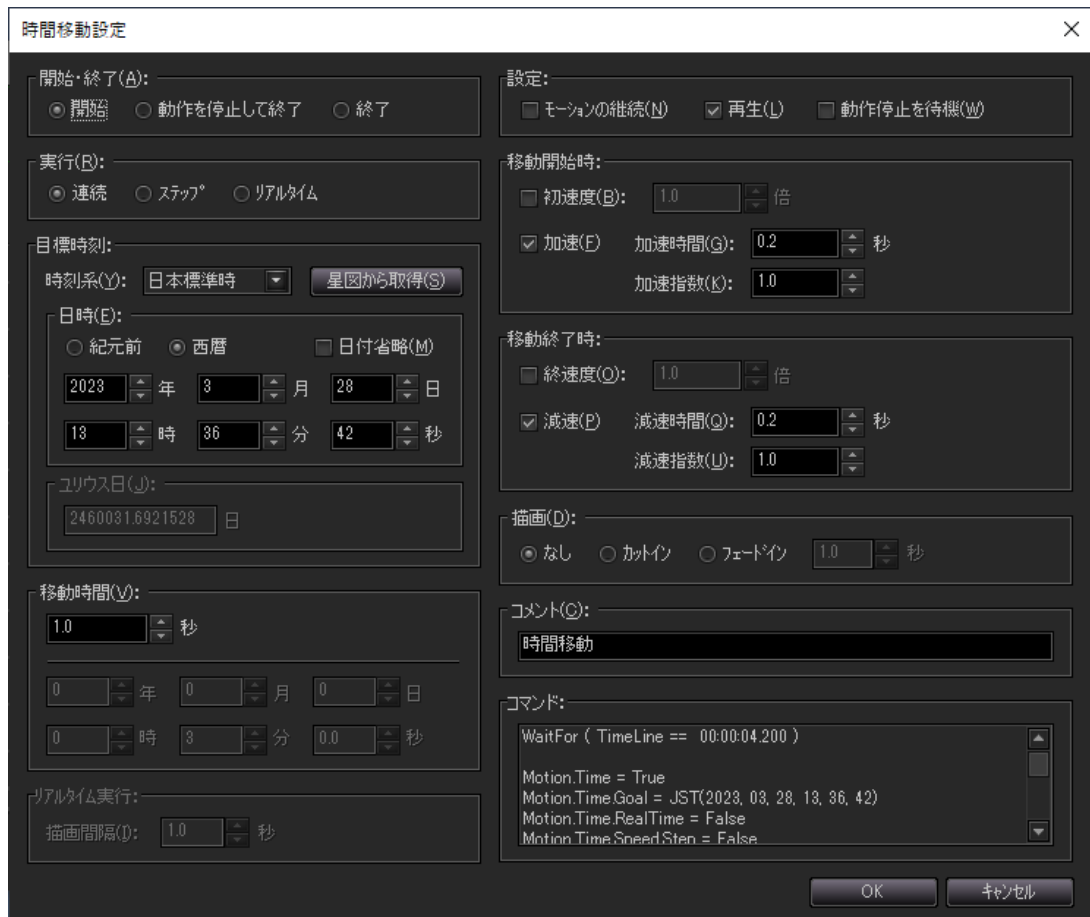 時間移動設定
開始・終了(A):
開始 動作を停止して終了 終了
実行(R):
連続 ステップ リアルタイム
目標時刻:
時刻系(Y): 日本標準時 星図から取得(S)
日時(E):
紀元前 西暦 日付省略(M)
2023 年 3 月 28 日
13 時 36 分 42 秒
ユリウス日(J):
2460031.6921528 日
移動時間(V):
1.0 秒
0 年 0 月 0 日
0 時 3 分 0.0 秒
リアルタイム実行:
描画間隔(I): 1.0 秒
設定:
モーションの継続(N) 再生(L) 動作停止を待機(W)
移動開始時:
初速度(B): 1.0 倍
加速(F) 加速時間(G): 0.2 秒
加速指数(K): 1.0
移動終了時:
終速度(O): 1.0 倍
減速(P) 減速時間(Q): 0.2 秒
減速指数(U): 1.0
描画(D):
なし カットイン フェードイン 1.0 秒
コメント(C):
時間移動
コマンド:
WaitFor ( TimeLine == 00:00:04.200 )
Motion.Time = True
Motion.Time.Goal = JST(2023, 03, 28, 13, 36, 42)
Motion.Time.RealTime = False
Motion.Time.Speed.Step = False
OK キャンセル